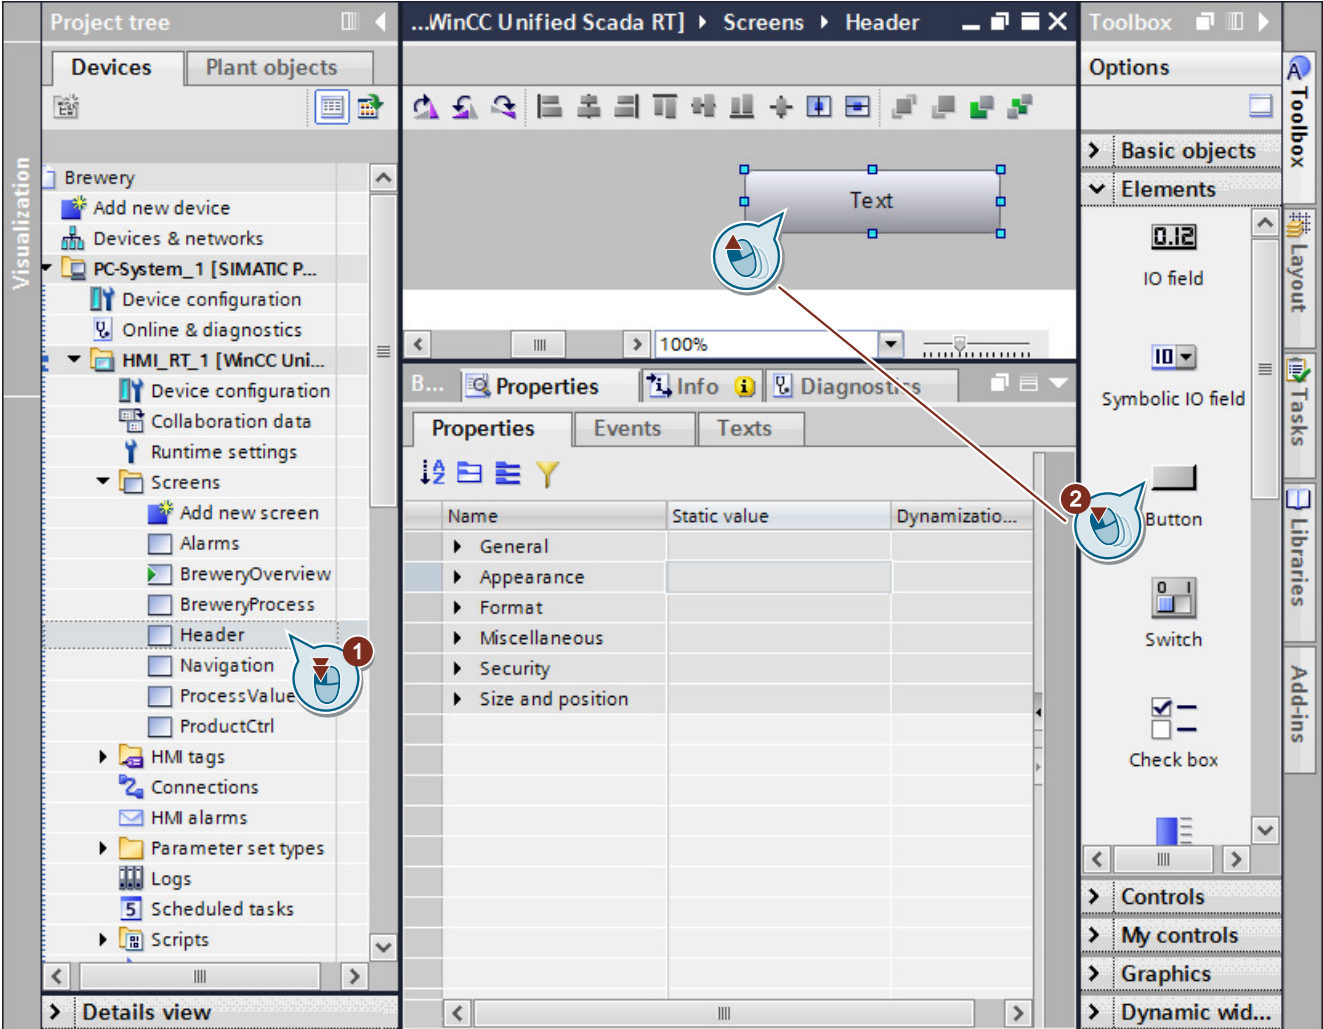 Project tree
Devices
Plant objects
Visualization
Brewery
Add new device
Devices & networks
PC-System_1 [SIMATIC P...
Device configuration
Online & diagnostics
HMI_RT_1 [WinCC Uni...
Device configuration
Collaboration data
Runtime settings
Screens
Add new screen
Alarms
BreweryOverview
BreweryProcess
Header
1
Navigation
ProcessValue
ProductCtrl
HMI tags
Connections
HMI alarms
Parameter set types
Logs
Scheduled tasks
Scripts
Details view
...WinCC Unified Scada RT] Screens Header
Text
100%
B...
Properties
Info
Diagnostics
Properties
Events
Texts
Name
Static value
Dynamizatio...
General
Appearance
Format
Miscellaneous
Security
Size and position
Toolbox
Options
Basic objects
Elements
0.12
IO field
10
Symbolic IO field
2
Button
0 1
Switch
Check box
Controls
My controls
Graphics
Dynamic wid...
Toolbox
Layout
Tasks
Libraries
Add-ins